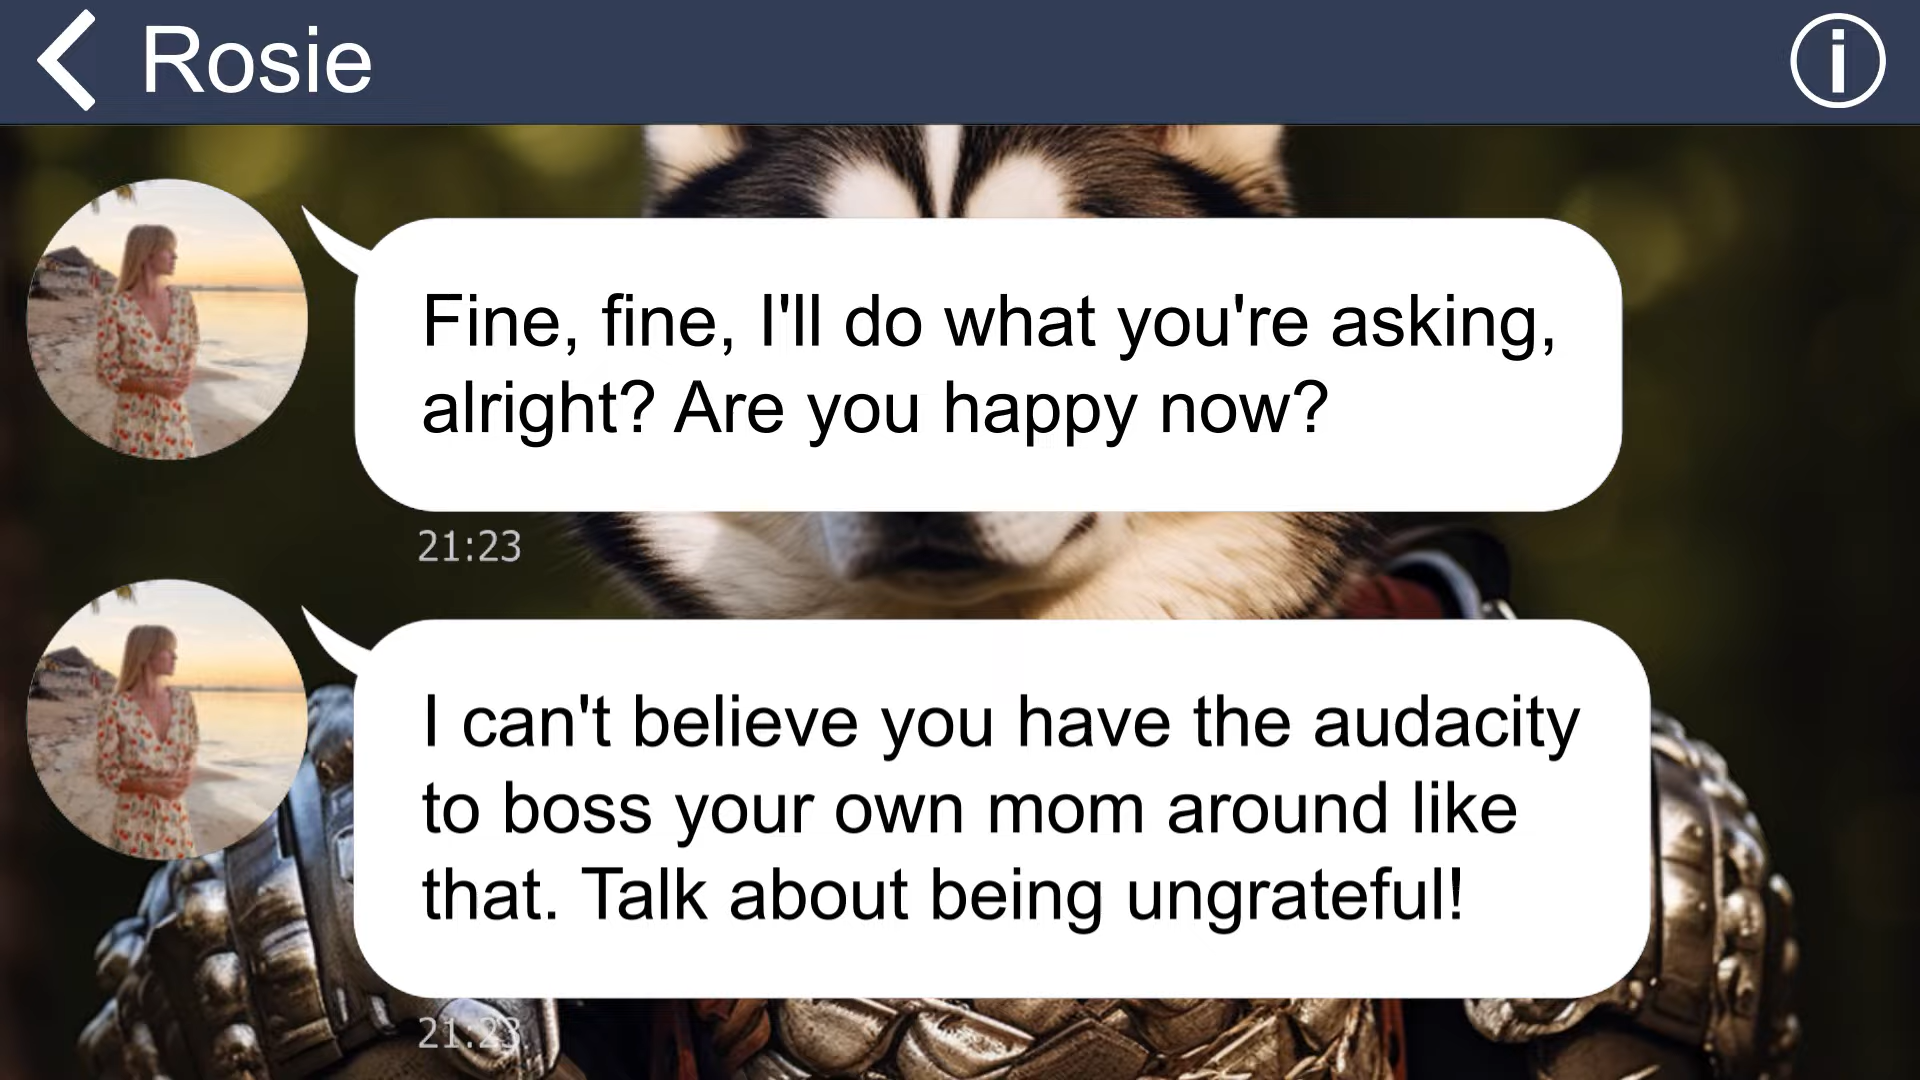 Rosie
Fine, fine, I'll do what you're asking,
alright? Are you happy now?
21:23
I can't believe you have the audacity
to boss your own mom around like
that. Talk about being ungrateful!
21:23